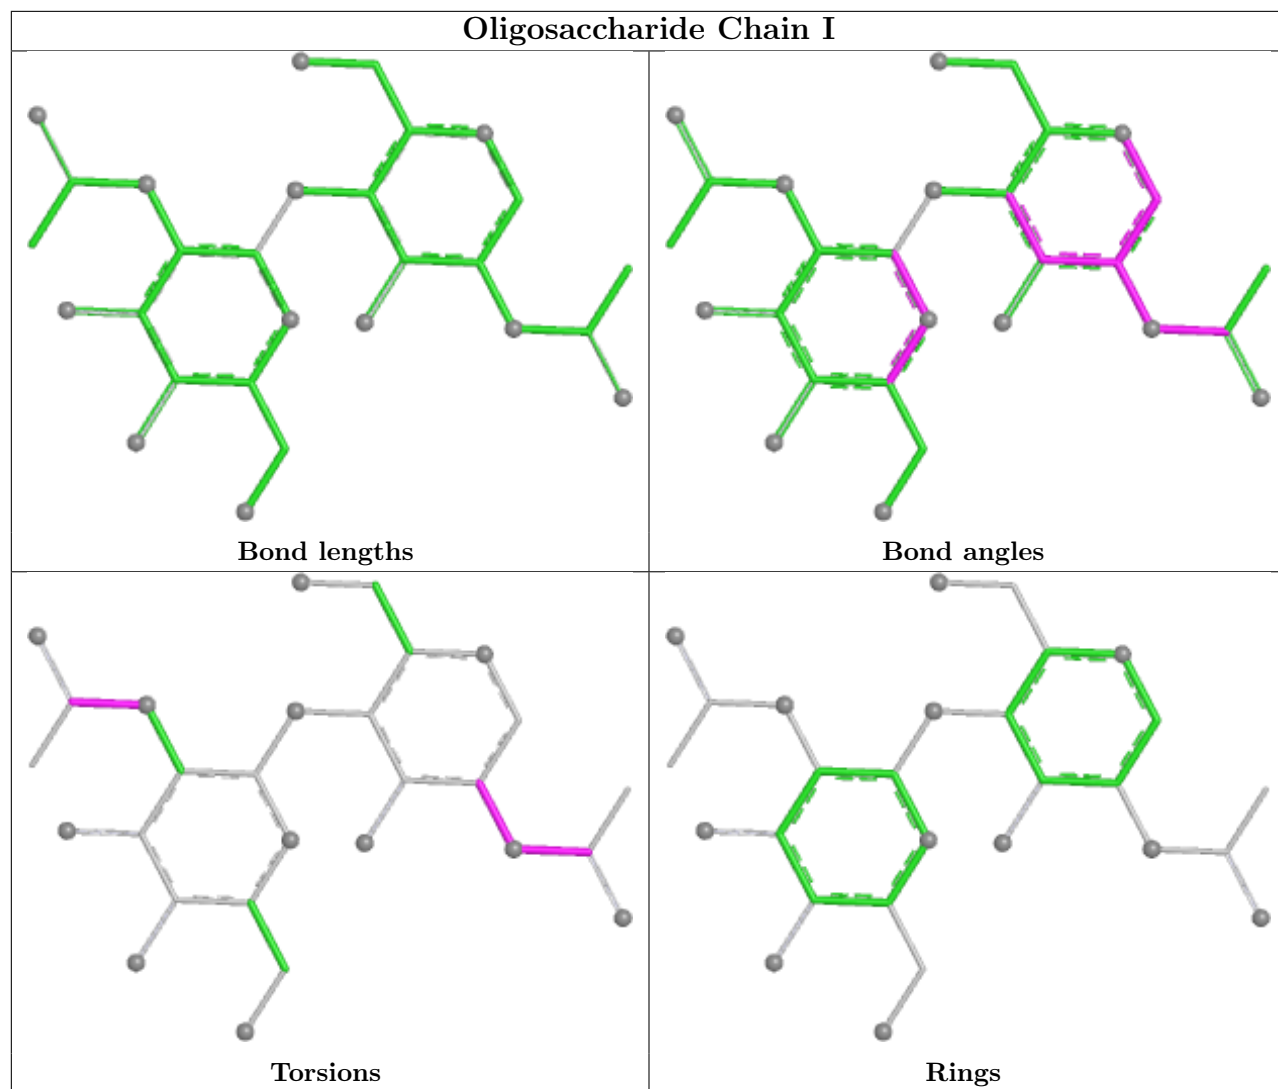 Oligosaccharide Chain I
Bond lengths
Bond angles
Torsions
Rings